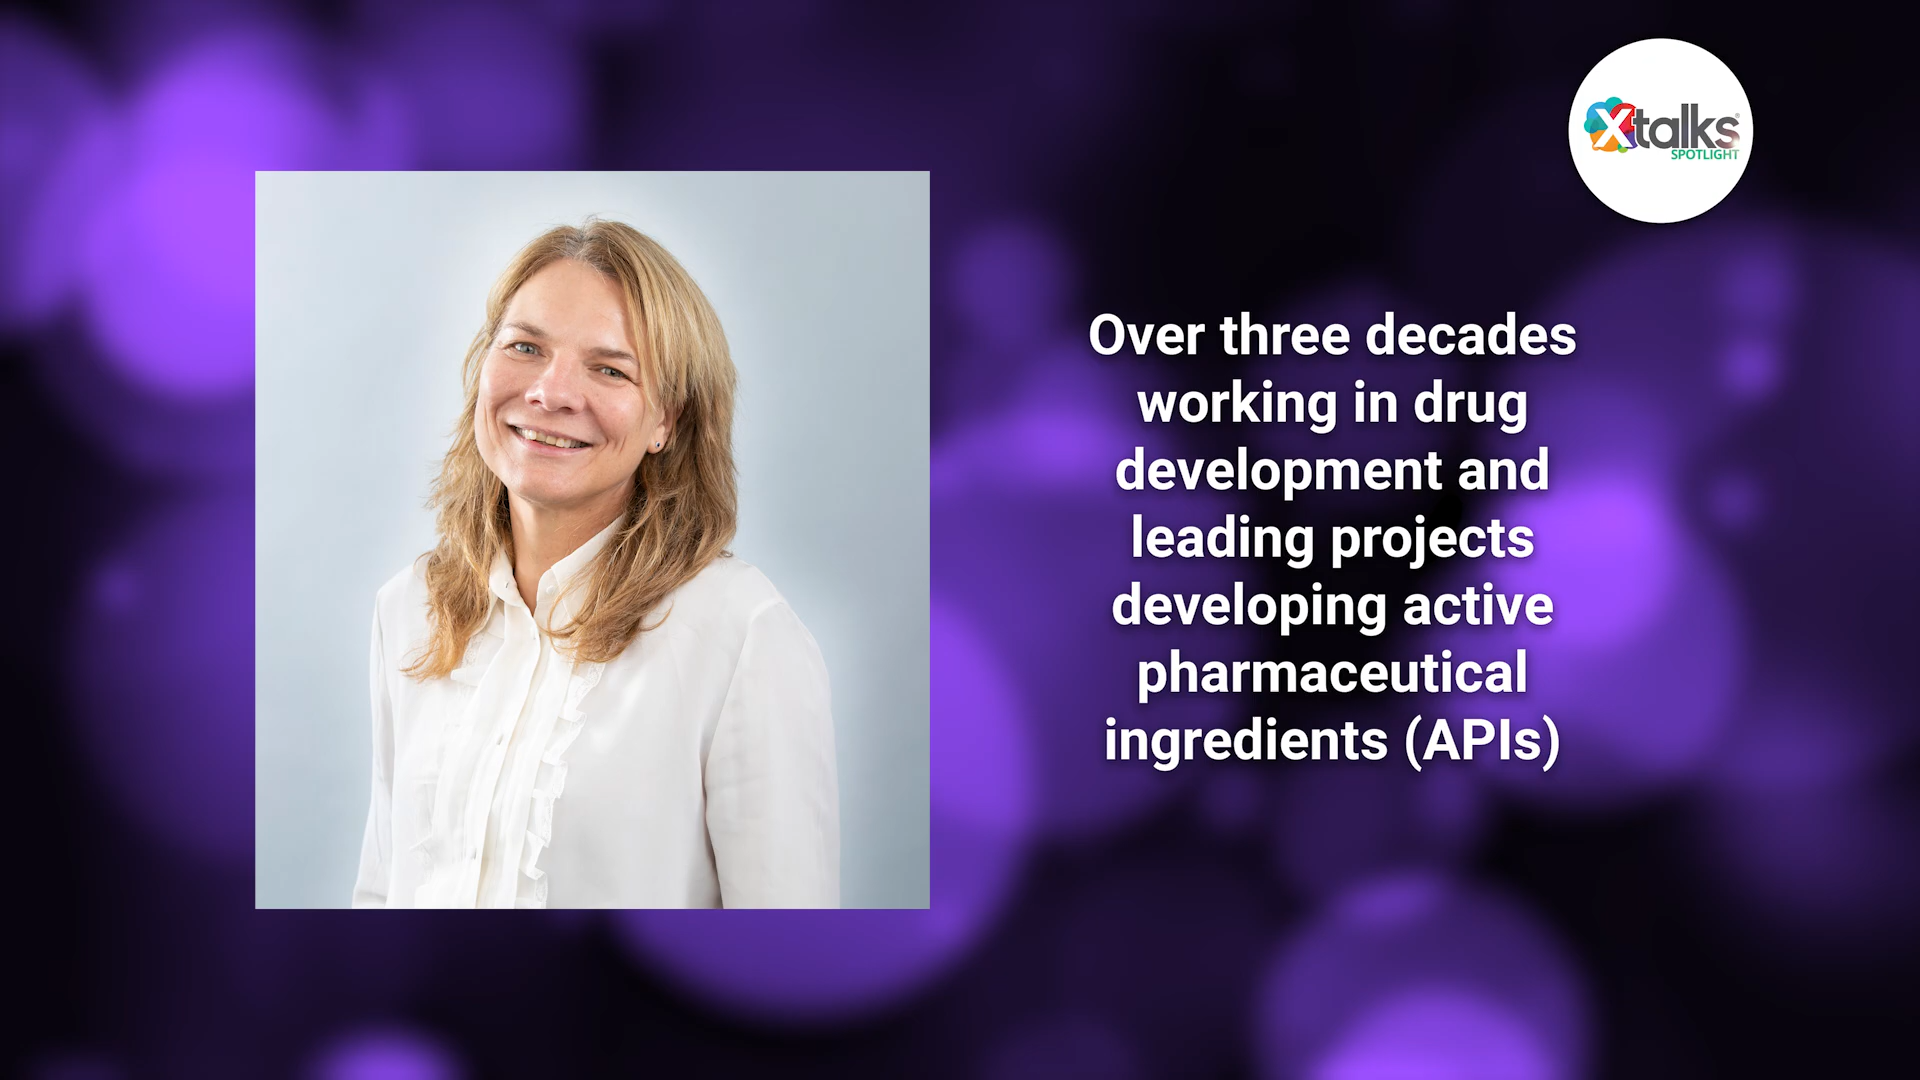 Xtalks
SPOTLIGHT
Over three decades
working in drug
development and
leading projects
developing active
pharmaceutical
ingredients (APIs)